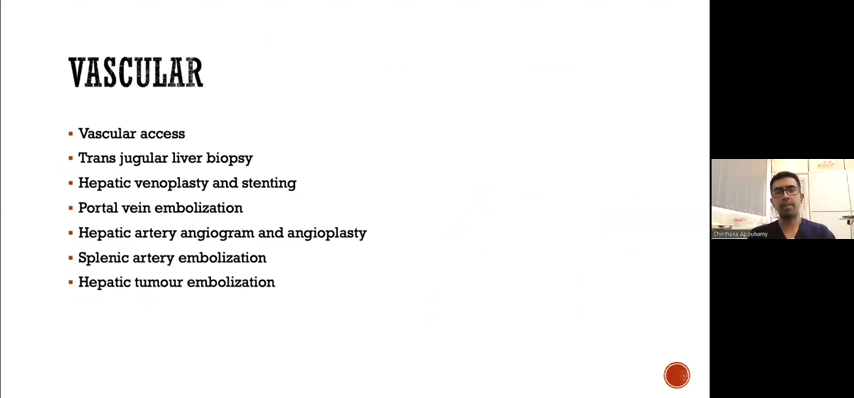 VASCULAR
Vascular access
Trans jugular liver biopsy
Hepatic venoplasty and stenting
Portal vein embolization
Hepatic artery angiogram and angioplasty
Splenic artery embolization
Hepatic tumour embolization